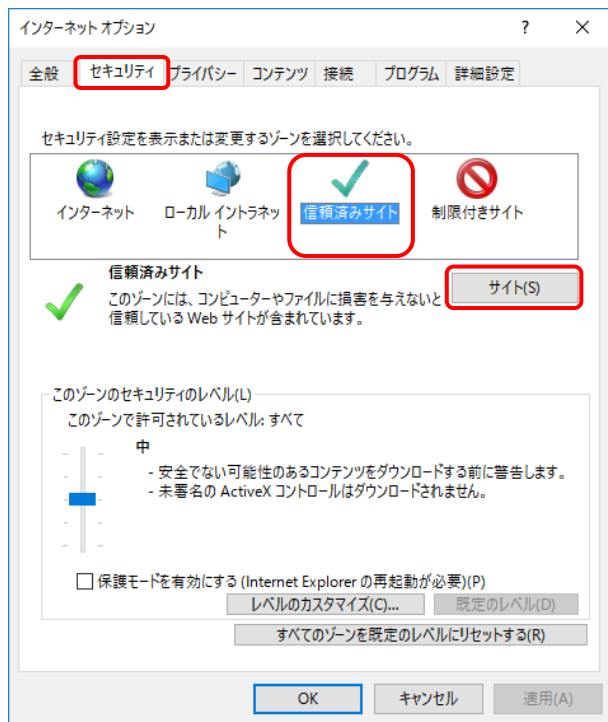 インターネット オプション ? ×
全般 セキュリティ プライバシー コンテンツ 接続 プログラム 詳細設定
セキュリティ設定を表示または変更するゾーンを選択してください。
インターネット ローカル イントラネッ 信頼済みサイト 制限付きサイト
ト
信頼済みサイト
サイト(S)
このゾーンには、コンピューターやファイルに損害を与えないと
信頼している Web サイトが含まれています。
このゾーンのセキュリティのレベル(L)
このゾーンで許可されているレベル: すべて
中
- 安全でない可能性のあるコンテンツをダウンロードする前に警告します。
- 未署名の ActiveX コントロールはダウンロードされません。
保護モードを有効にする (Internet Explorer の再起動が必要)(P)
レベルのカスタマイズ(C)... 既定のレベル(D)
すべてのゾーンを既定のレベルにリセットする(R)
OK キャンセル 適用(A)